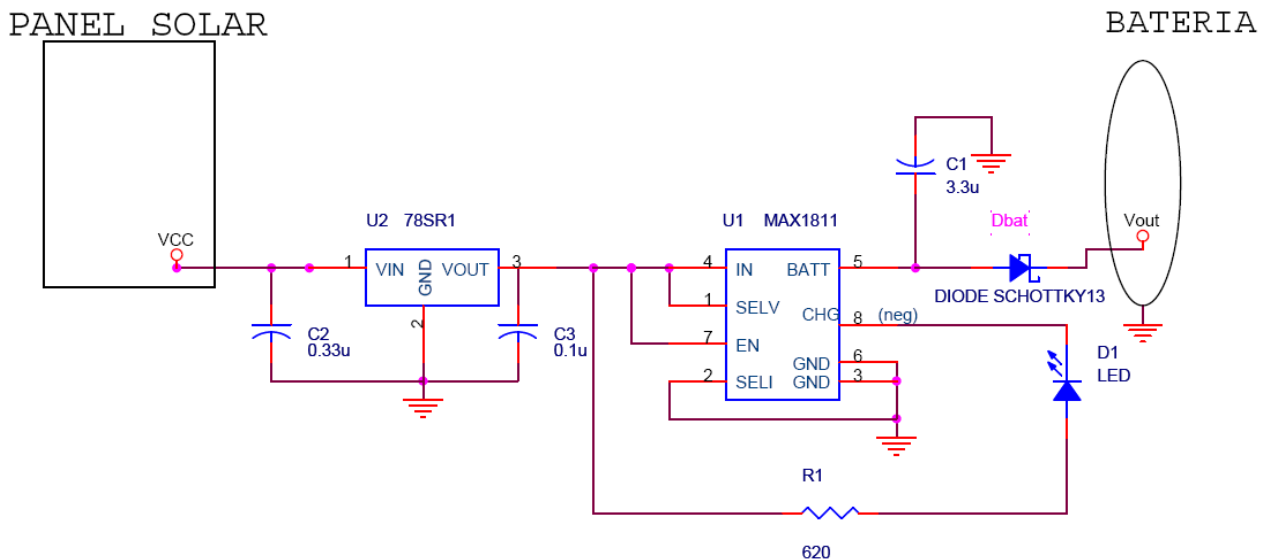 PANEL SOLAR
BATERIA
C1
3.3u
U2 78SR1
U1 MAX1811
Dbat
Vout
VCC
1
VIN
GND
VOUT
3
2
4
IN
BATT
5
1
SELV
CHG
8
(neg)
DIODE SCHOTTKY13
7
EN
GND
6
2
SELI
GND
3
C2
0.33u
C3
0.1u
D1
LED
R1
620